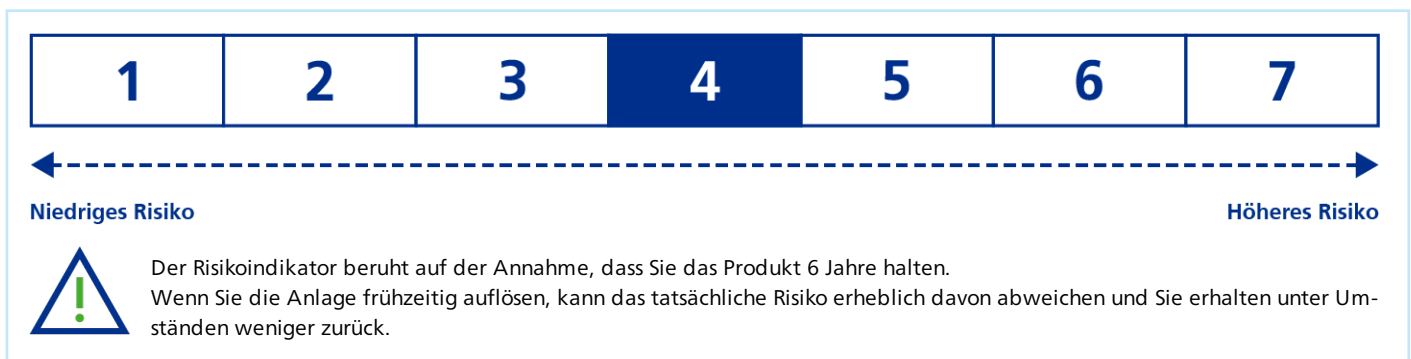 1 2 3 4 5 6 7
Niedriges Risiko Höheres Risiko
Der Risikoindikator beruht auf der Annahme, dass Sie das Produkt 6 Jahre halten.
Wenn Sie die Anlage frühzeitig auflösen, kann das tatsächliche Risiko erheblich davon abweichen und Sie erhalten unter Um-
ständen weniger zurück.